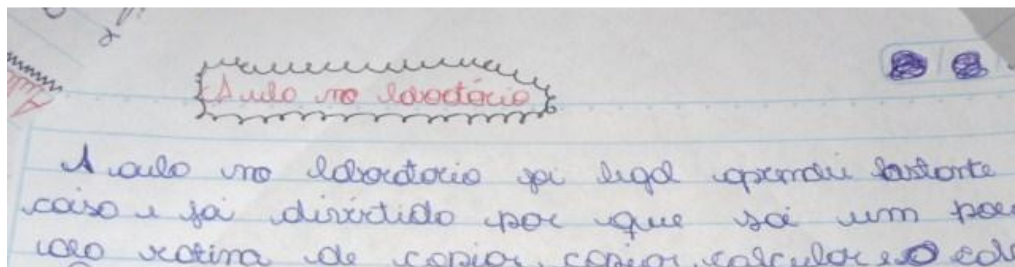 Aula no laboratório
A aula no laboratorio foi legal aprendi bastante
coisa e foi divertido por que sai um
rotina de copiar, copiar, calcular e